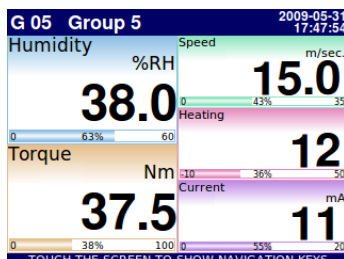 G 05 Group 5
2009-05-31
17:47:54
Humidity
%RH
38.0
0 63% 60
Speed
m/sec.
15.0
0 43% 35
Heating
12
-10 36% 50
Torque
Nm
37.5
0 38% 100
Current
mA
11
0 55% 20
TOUCH THE SCREEN TO SHOW NAVIGATION KEYS